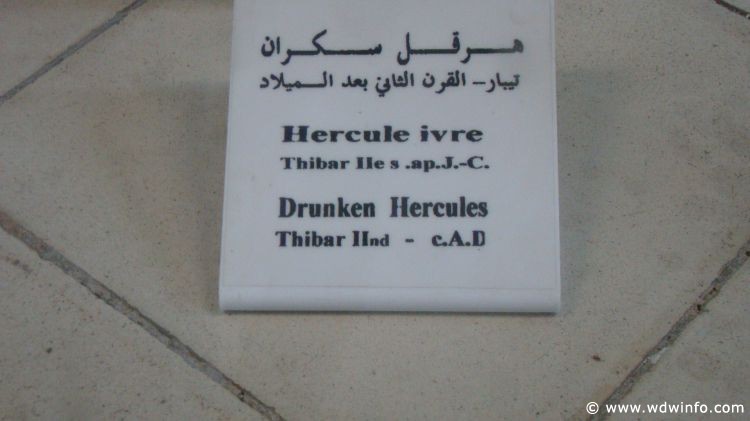 هرقل سكران
تيبار - القرن الثاني بعد الميلاد
Hercule ivre
Thibar IIe s .ap.J.-C.
Drunken Hercules
Thibar IInd - c.A.D
© www.wdwinfo.com